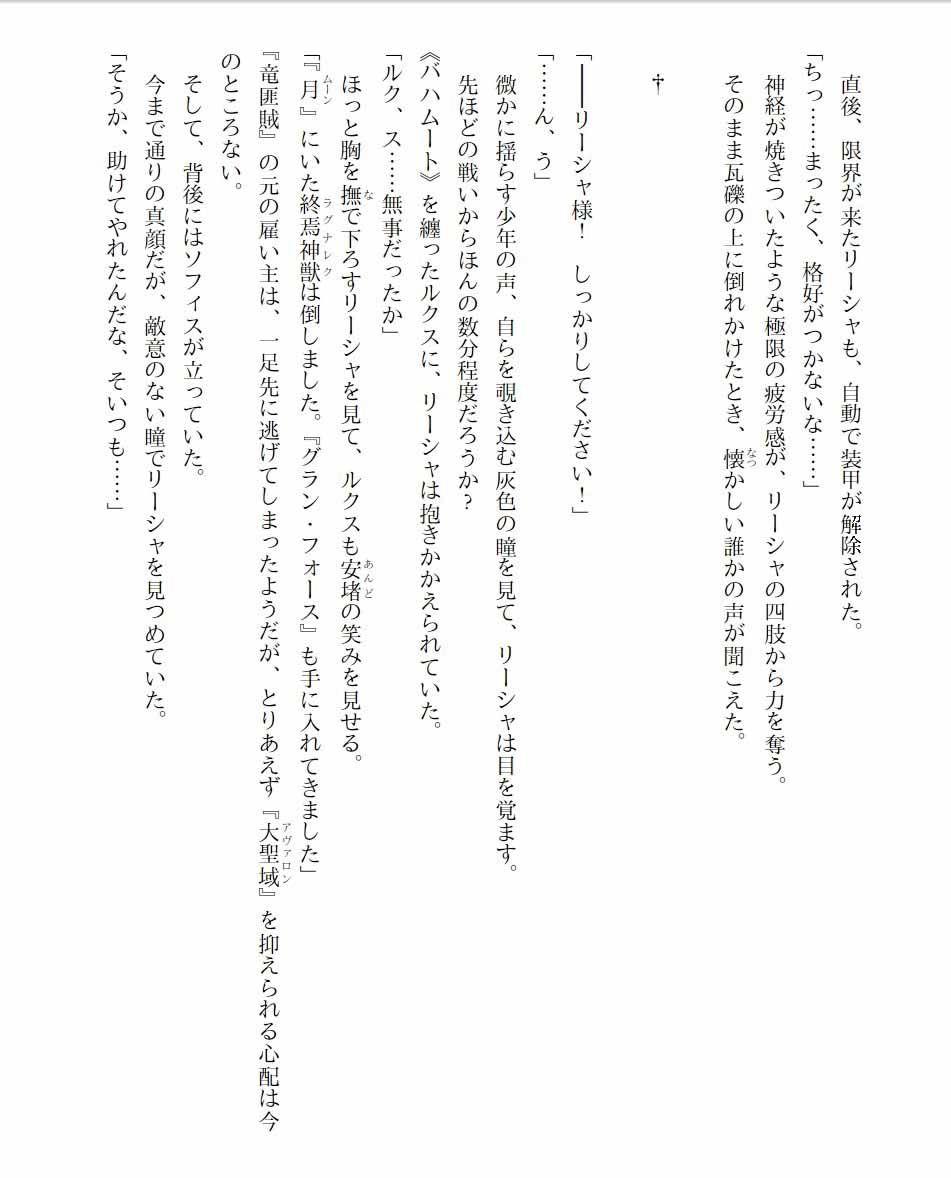 直後、限界が来たリーシャも、自動で装甲が解除された。
「ちっ……まったく、格好がつかないな……」
神経が焼きついたような極限の疲労感が、リーシャの四肢から力を奪う。
そのまま瓦礫の上に倒れかけたとき、懐かしい誰かの声が聞こえた。
†
「――リーシャ様！　しっかりしてください！」
「……ん、う」
微かに揺らす少年の声、自らを覗き込む灰色の瞳を見て、リーシャは目を覚ます。
先ほどの戦いからほんの数分程度だろうか？
《バハムート》を纏ったルクスに、リーシャは抱きかかえられていた。
「ルク、ス……無事だったか」
ほっと胸を撫で下ろすリーシャを見て、ルクスも安堵の笑みを見せる。
「『月』にいた終焉神獣は倒しました。『グラン・フォース』も手に入れてきました」
『竜匪賊』の元の雇い主は、一足先に逃げてしまったようだが、とりあえず『大聖域』を抑えられる心配は今
のところない。
そして、背後にはソフィスが立っていた。
今まで通りの真顔だが、敵意のない瞳でリーシャを見つめていた。
「そうか、助けてやれたんだな、そいつも……」